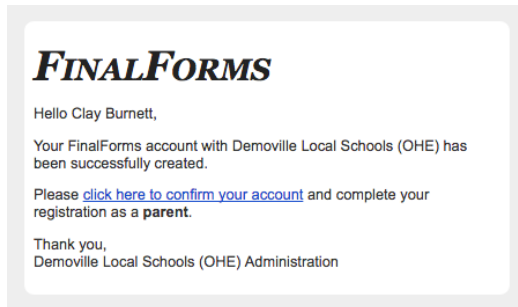 FINALFORMS
Hello Clay Burnett,
Your FinalForms account with Demoville Local Schools (OHE) has
been successfully created.
Please click here to confirm your account and complete your
registration as a parent.
Thank you,
Demoville Local Schools (OHE) Administration